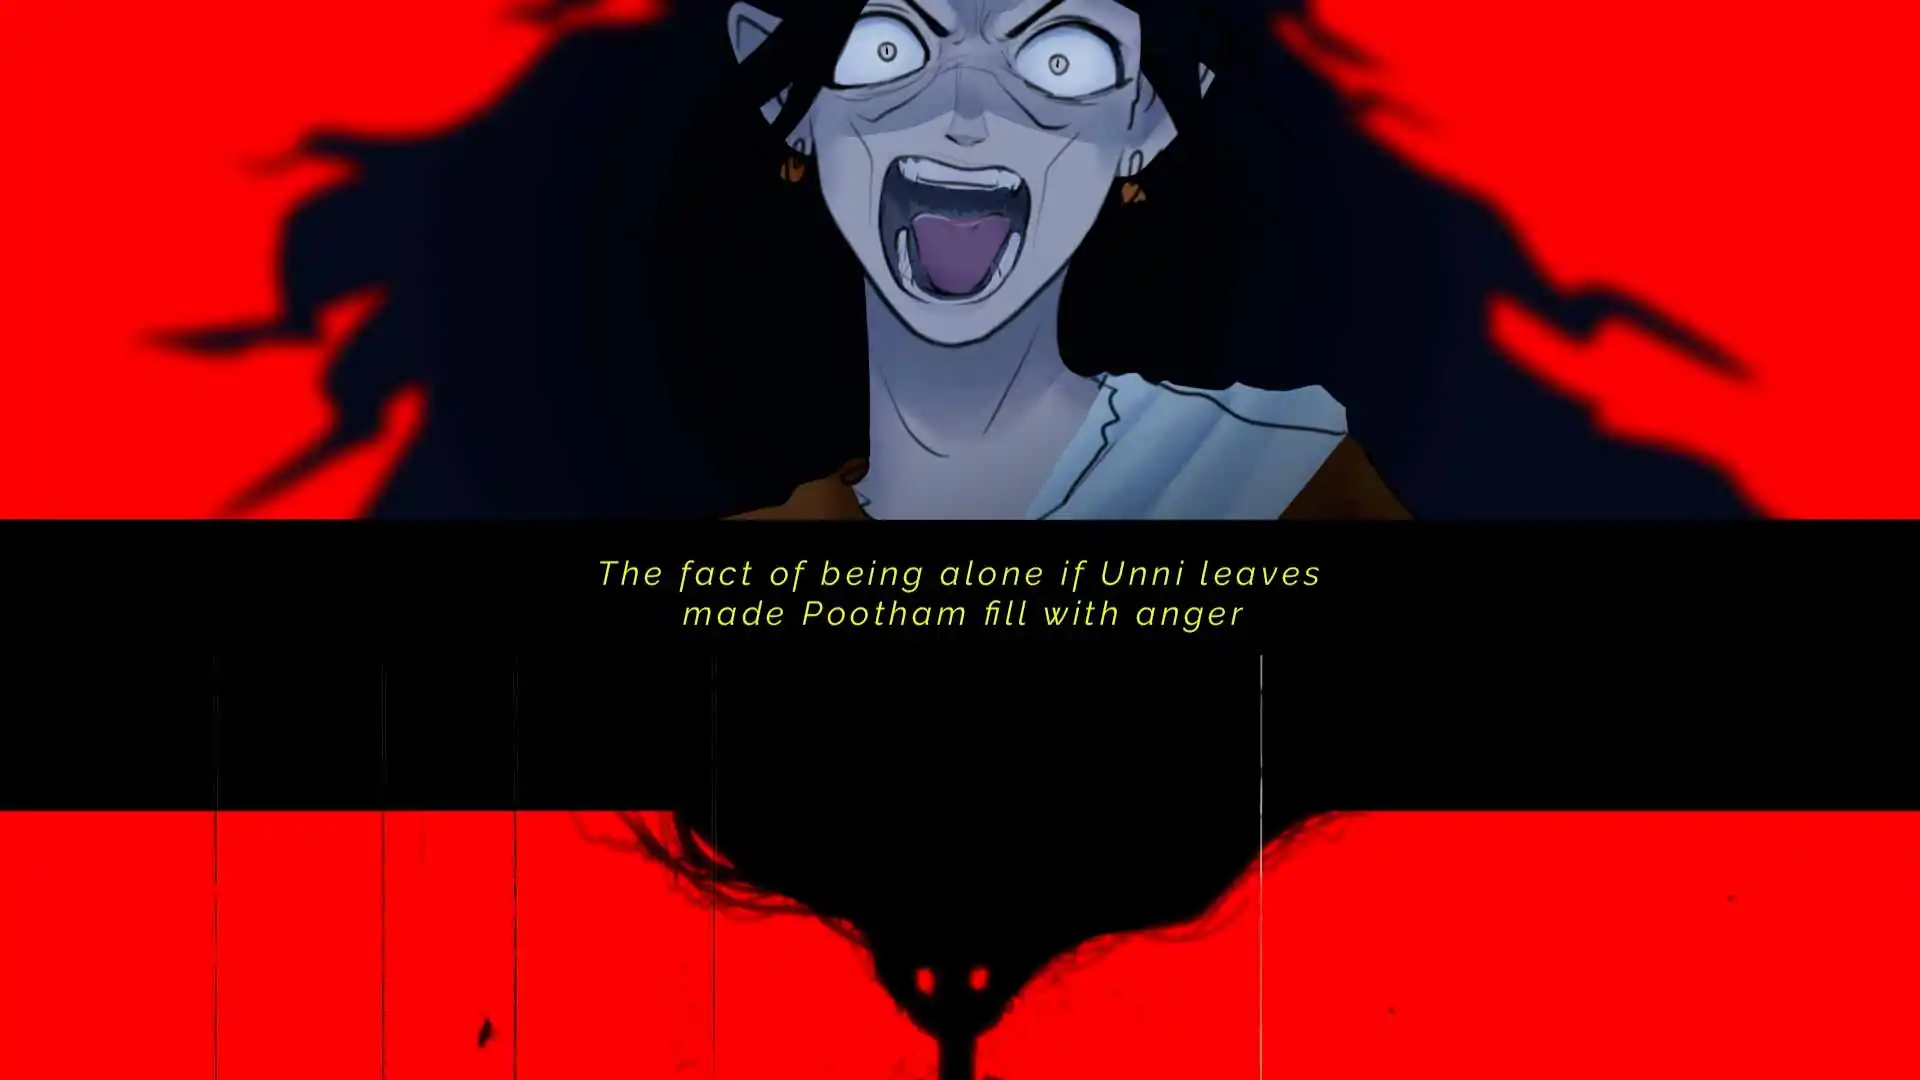 The fact of being alone if Unni leaves
made Pootham fill with anger